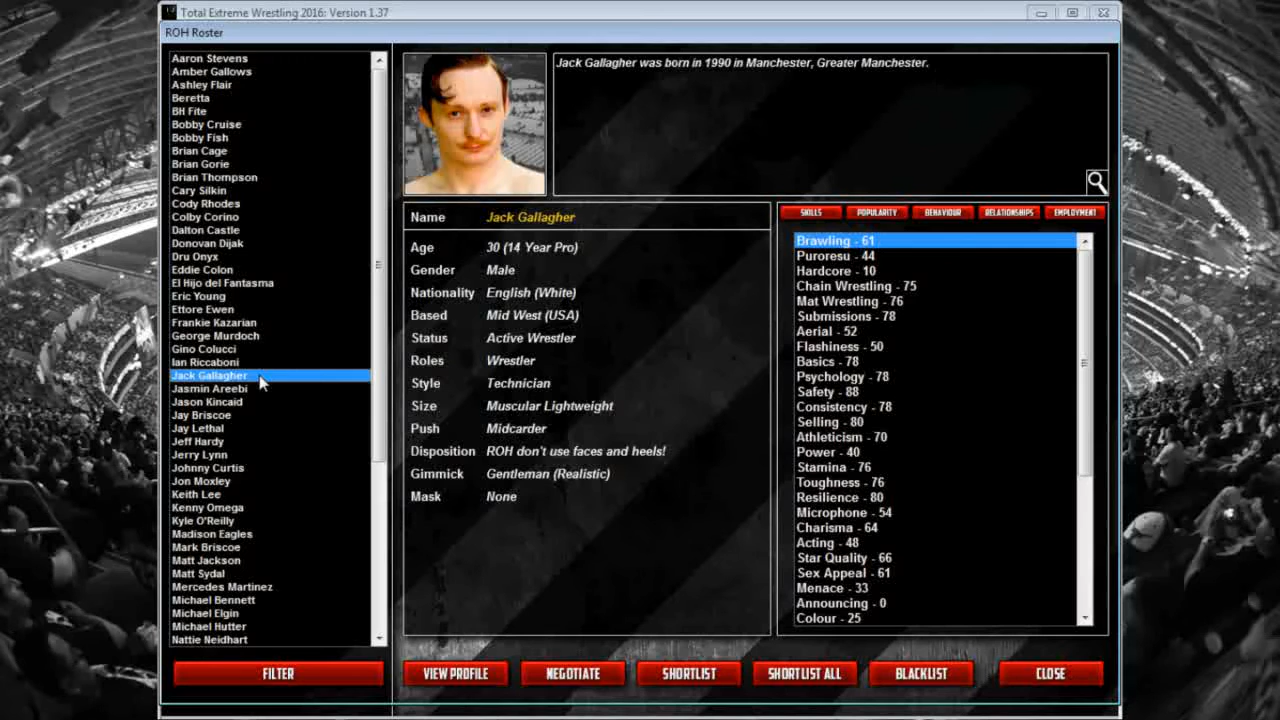 Total Extreme Wrestling 2016: Version 1.37
ROH Roster
Aaron Stevens
Amber Gallows
Ashley Flair
Beretta
BH Fite
Bobby Cruise
Bobby Fish
Brian Cage
Brian Gorie
Brian Thompson
Cary Silkin
Cody Rhodes
Colby Corino
Dalton Castle
Donovan Dijak
Dru Onyx
Eddie Colon
El Hijo del Fantasma
Eric Young
Ettore Ewen
Frankie Kazarian
George Murdoch
Gino Colucci
Ian Riccaboni
Jack Gallagher
Jasmin Areebi
Jason Kincaid
Jay Briscoe
Jay Lethal
Jeff Hardy
Jerry Lynn
Johnny Curtis
Jon Moxley
Keith Lee
Kenny Omega
Kyle O'Reilly
Madison Eagles
Mark Briscoe
Matt Jackson
Matt Sydal
Mercedes Martinez
Michael Bennett
Michael Elgin
Michael Hutter
Nattie Neidhart
FILTER
Jack Gallagher was born in 1990 in Manchester, Greater Manchester.
Name Jack Gallagher
Age 30 (14 Year Pro)
Gender Male
Nationality English (White)
Based Mid West (USA)
Status Active Wrestler
Roles Wrestler
Style Technician
Size Muscular Lightweight
Push Midcarder
Disposition ROH don't use faces and heels!
Gimmick Gentleman (Realistic)
Mask None
SKILLS POPULARITY BEHAVIOUR RELATIONSHIPS EMPLOYMENT
Brawling - 61
Puroresu - 44
Hardcore - 10
Chain Wrestling - 75
Mat Wrestling - 76
Submissions - 78
Aerial - 52
Flashiness - 50
Basics - 78
Psychology - 78
Safety - 88
Consistency - 78
Selling - 80
Athleticism - 70
Power - 40
Stamina - 76
Toughness - 76
Resilience - 80
Microphone - 54
Charisma - 64
Acting - 48
Star Quality - 66
Sex Appeal - 61
Menace - 33
Announcing - 0
Colour - 25
VIEW PROFILE NEGOTIATE SHORTLIST SHORTLIST ALL BLACKLIST CLOSE